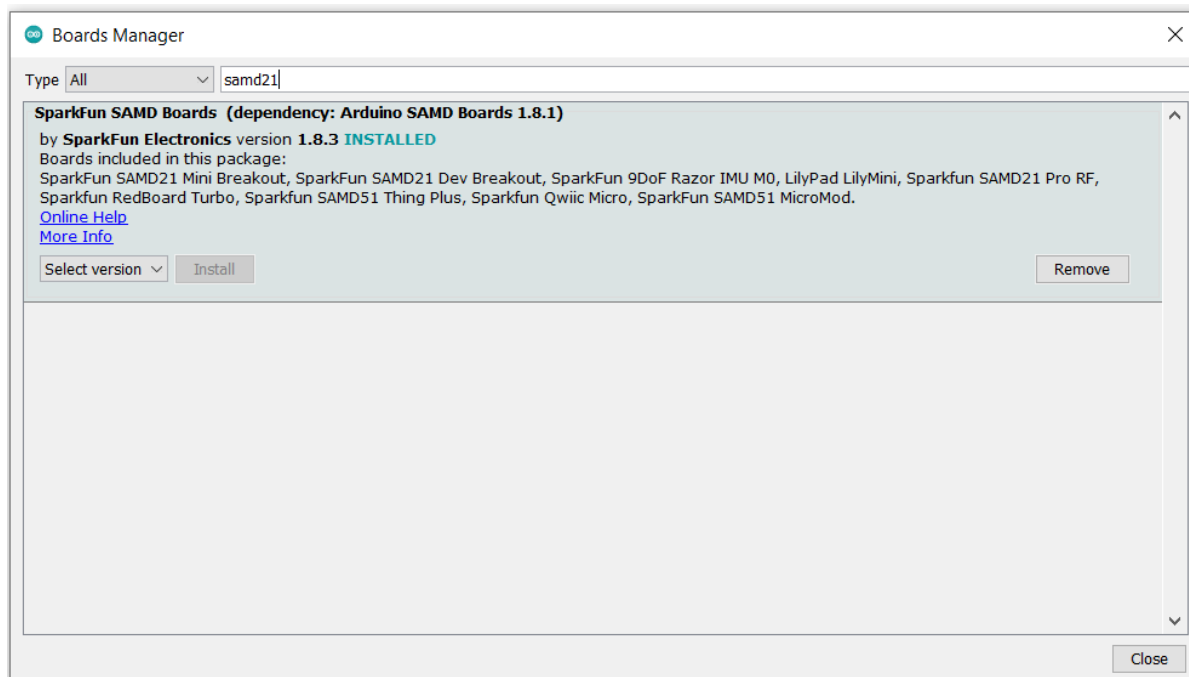 Boards Manager
Type All samd21
SparkFun SAMD Boards (dependency: Arduino SAMD Boards 1.8.1)
by SparkFun Electronics version 1.8.3 INSTALLED
Boards included in this package:
SparkFun SAMD21 Mini Breakout, SparkFun SAMD21 Dev Breakout, SparkFun 9DoF Razor IMU M0, LilyPad LilyMini, Sparkfun SAMD21 Pro RF,
Sparkfun RedBoard Turbo, Sparkfun SAMD51 Thing Plus, Sparkfun Qwiic Micro, SparkFun SAMD51 MicroMod.
Online Help
More Info
Select version Install Remove
Close